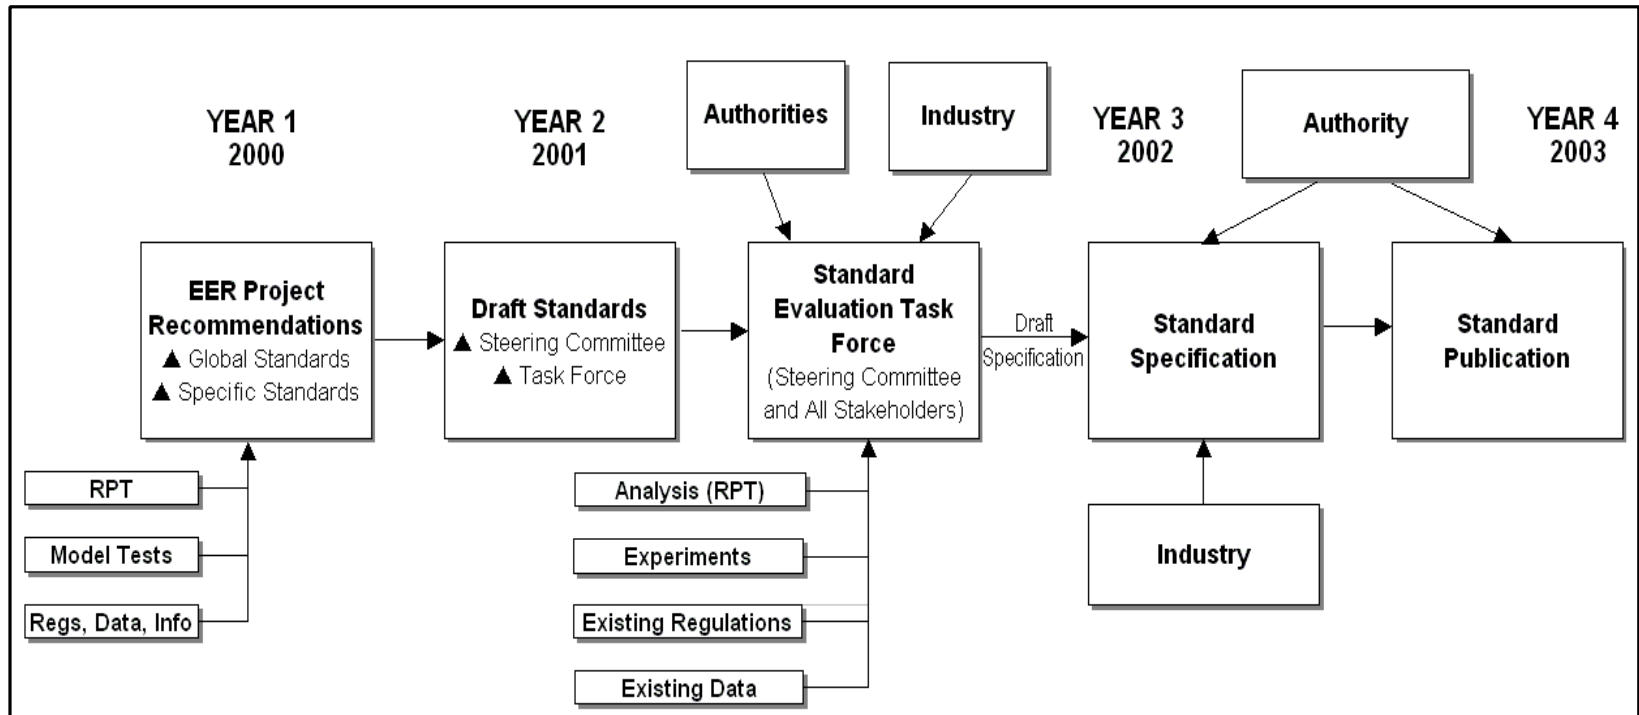 YEAR 1
2000
YEAR 2
2001
Authorities
Industry
YEAR 3
2002
Authority
YEAR 4
2003
EER Project
Recommendations
▲ Global Standards
▲ Specific Standards
Draft Standards
▲ Steering Committee
▲ Task Force
Standard
Evaluation Task
Force
(Steering Committee
and All Stakeholders)
Draft
Specification
Standard
Specification
Standard
Publication
RPT
Model Tests
Regs, Data, Info
Analysis (RPT)
Experiments
Existing Regulations
Existing Data
Industry